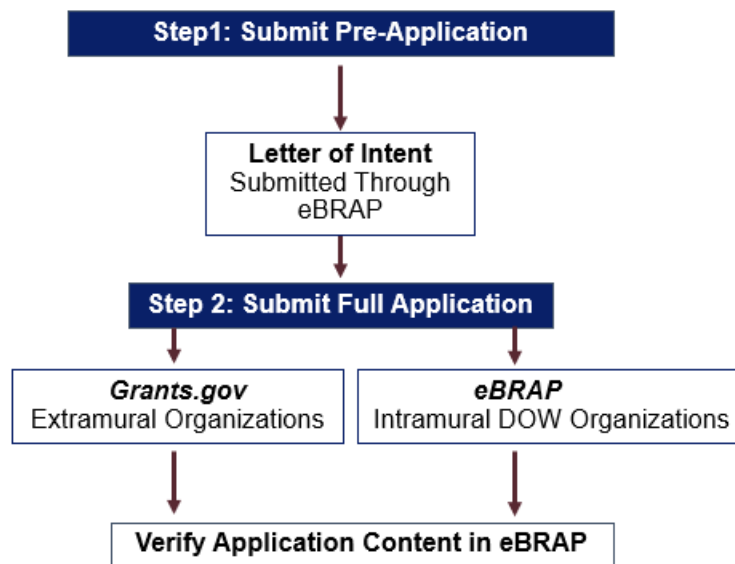 Step1: Submit Pre-Application
Letter of Intent
Submitted Through
eBRAP
Step 2: Submit Full Application
Grants.gov
Extramural Organizations
eBRAP
Intramural DOW Organizations
Verify Application Content in eBRAP